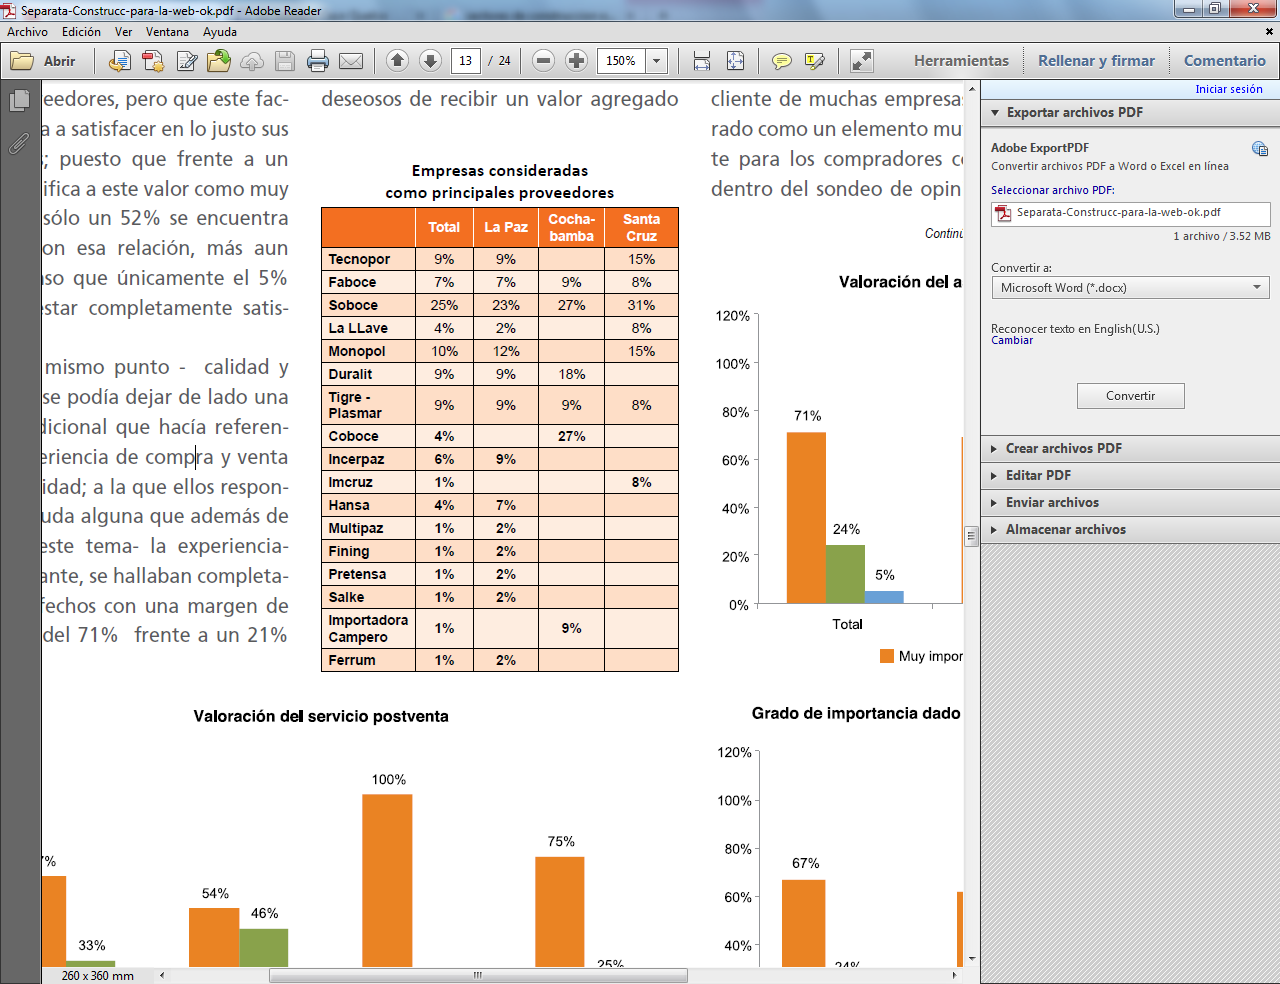 Separata-Construcc-para-la-web-ok.pdf - Adobe Reader
Archivo Edición Ver Ventana Ayuda
Abrir 13 / 24 150% Herramientas Rellenar y firmar Comentario
eedores, pero que este fac-
a a satisfacer en lo justo sus
; puesto que frente a un
ifica a este valor como muy
sólo un 52% se encuentra
on esa relación, más aun
so que únicamente el 5%
star completamente satis-
mismo punto - calidad y
se podía dejar de lado una
dicional que hacía referen-
eriencia de compra y venta
idad; a la que ellos respon-
uda alguna que además de
este tema- la experiencia-
ante, se hallaban completa-
fechos con una margen de
del 71% frente a un 21%
deseosos de recibir un valor agregado
Empresas consideradas
como principales proveedores
Total La Paz Cocha-bamba Santa Cruz
Tecnopor 9% 9% 15%
Faboce 7% 7% 9% 8%
Soboce 25% 23% 27% 31%
La LLave 4% 2% 8%
Monopol 10% 12% 15%
Duralit 9% 9% 18%
Tigre - Plasmar 9% 9% 9% 8%
Coboce 4% 27%
Incerpaz 6% 9%
Imcruz 1% 8%
Hansa 4% 7%
Multipaz 1% 2%
Fining 1% 2%
Pretensa 1% 2%
Salke 1% 2%
Importadora Campero 1% 9%
Ferrum 1% 2%
cliente de muchas empresas
rado como un elemento mu
te para los compradores c
dentro del sondeo de opin
Continú
Valoración del a
120%
100%
80%
60%
40%
20%
0%
71%
24%
5%
Total
Muy impor
Valoración del servicio postventa
7%
33%
54%
46%
100%
75%
25%
Grado de importancia dado
120%
100%
80%
60%
40%
67%
24%
260 x 360 mm
Iniciar sesión
Exportar archivos PDF
Adobe ExportPDF
Convertir archivos PDF a Word o Excel en línea
Seleccionar archivo PDF:
Separata-Construcc-para-la-web-ok.pdf
1 archivo / 3.52 MB
Convertir a:
Microsoft Word (*.docx)
Reconocer texto en English(U.S.)
Cambiar
Convertir
Crear archivos PDF
Editar PDF
Enviar archivos
Almacenar archivos